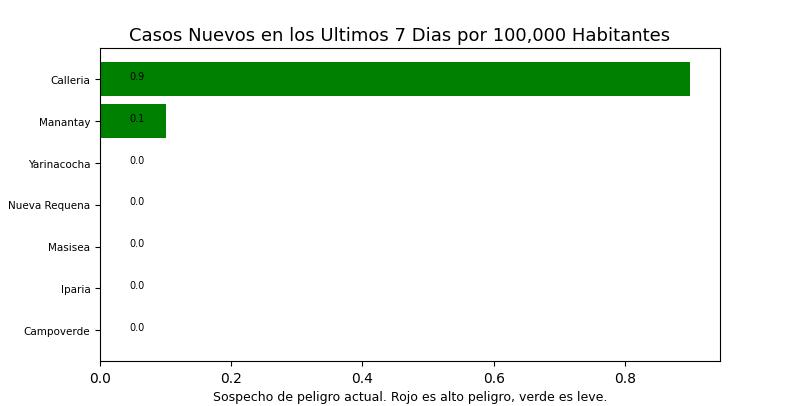 Casos Nuevos en los Ultimos 7 Dias por 100,000 Habitantes
Calleria 0.9
Manantay 0.1
Yarinacocha 0.0
Nueva Requena 0.0
Masisea 0.0
Iparia 0.0
Campoverde 0.0
0.0 0.2 0.4 0.6 0.8
Sospecho de peligro actual. Rojo es alto peligro, verde es leve.